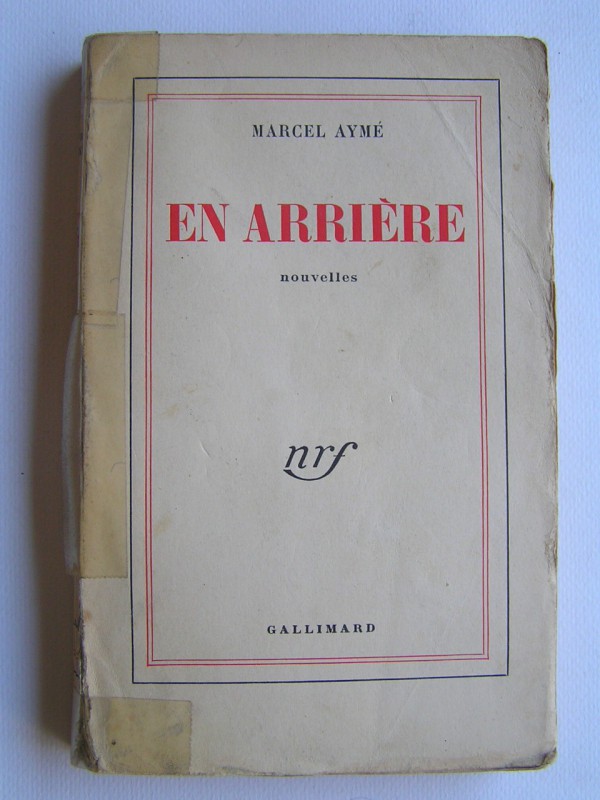 MARCEL AYMÉ
EN ARRIÈRE
nouvelles
nrf
GALLIMARD